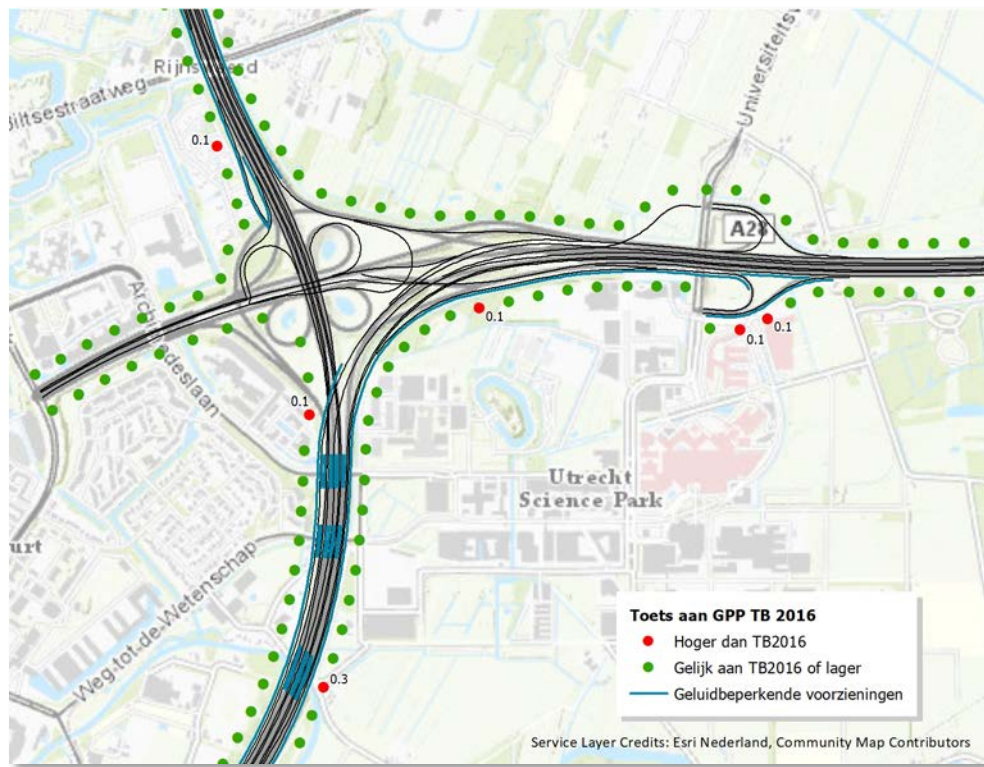 Rijnsweerd
Biltsestraatweg
Universiteitsw
0.1
A28
Archimedeslaan
0.1
0.1
0.1
0.1
Utrecht
Science Park
urt
Weg-tot-de-Wetenschap
0.3
Toets aan GPP TB 2016
Hoger dan TB2016
Gelijk aan TB2016 of lager
Geluidbeperkende voorzieningen
Service Layer Credits: Esri Nederland, Community Map Contributors